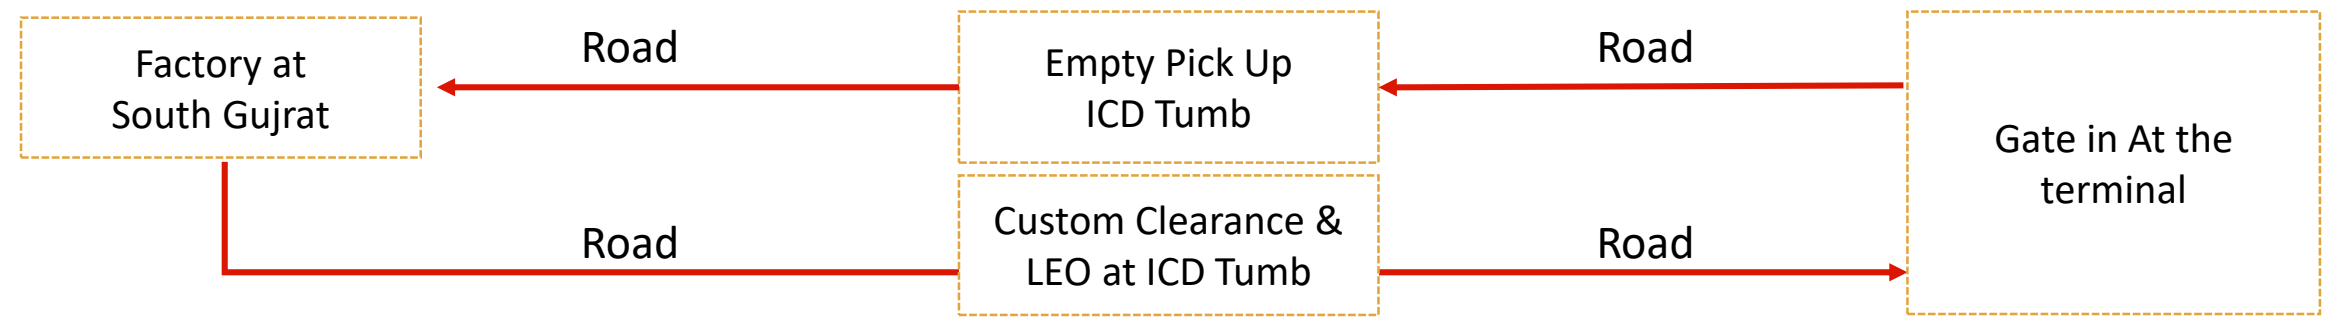 Factory at
South Gujrat
Road
Empty Pick Up
ICD Tumb
Road
Gate in At the
terminal
Road
Custom Clearance &
LEO at ICD Tumb
Road